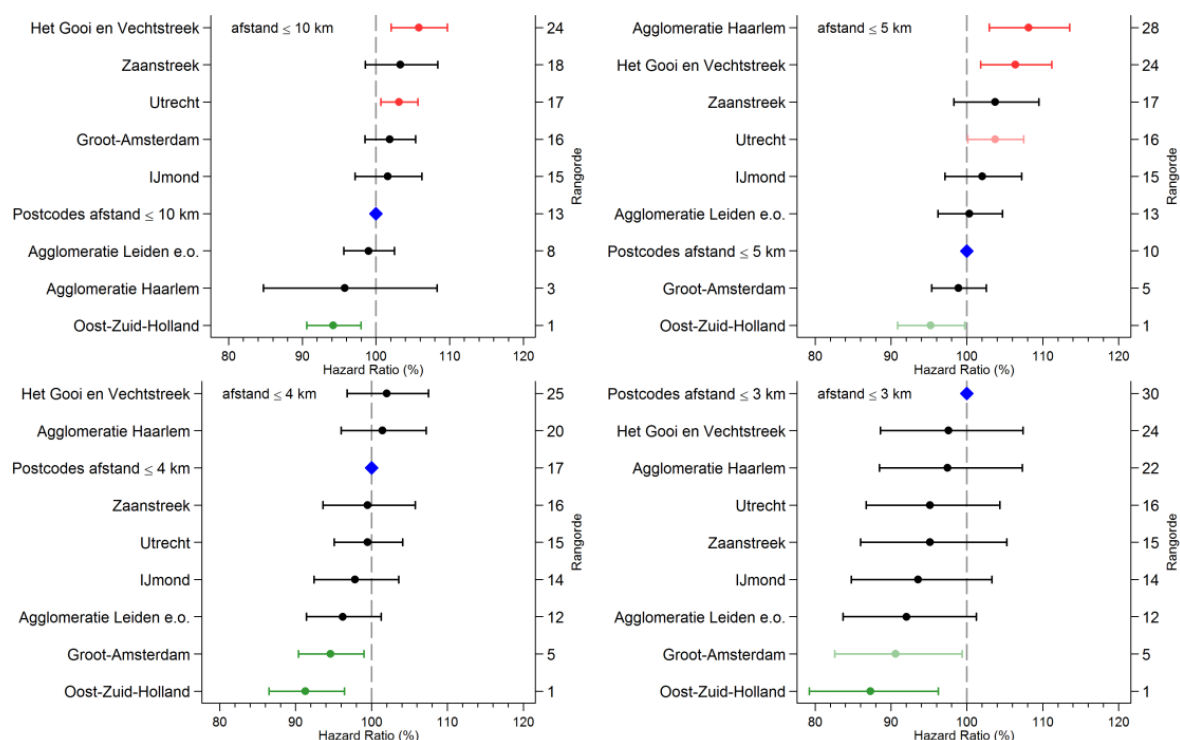 afstand ≤ 10 km
Het Gooi en Vechtstreek 24
Zaanstreek 18
Utrecht 17
Groot-Amsterdam 16
IJmond 15
Postcodes afstand ≤ 10 km 13
Agglomeratie Leiden e.o. 8
Agglomeratie Haarlem 3
Oost-Zuid-Holland 1
Rangorde
80 90 100 110 120
Hazard Ratio (%)
afstand ≤ 5 km
Agglomeratie Haarlem 28
Het Gooi en Vechtstreek 24
Zaanstreek 17
Utrecht 16
IJmond 15
Agglomeratie Leiden e.o. 13
Postcodes afstand ≤ 5 km 10
Groot-Amsterdam 5
Oost-Zuid-Holland 1
Rangorde
80 90 100 110 120
Hazard Ratio (%)
afstand ≤ 4 km
Het Gooi en Vechtstreek 25
Agglomeratie Haarlem 20
Postcodes afstand ≤ 4 km 17
Zaanstreek 16
Utrecht 15
IJmond 14
Agglomeratie Leiden e.o. 12
Groot-Amsterdam 5
Oost-Zuid-Holland 1
Rangorde
80 90 100 110 120
Hazard Ratio (%)
afstand ≤ 3 km
Postcodes afstand ≤ 3 km 30
Het Gooi en Vechtstreek 24
Agglomeratie Haarlem 22
Utrecht 16
Zaanstreek 15
IJmond 14
Agglomeratie Leiden e.o. 12
Groot-Amsterdam 5
Oost-Zuid-Holland 1
Rangorde
80 90 100 110 120
Hazard Ratio (%)